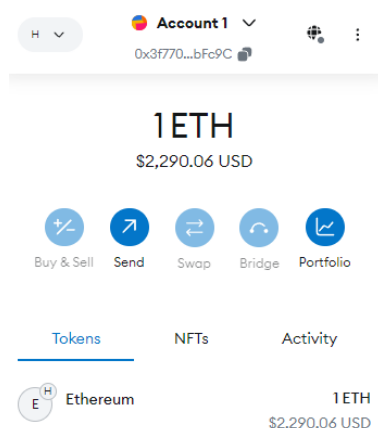 H
Account 1
0x3f770...bFc9C
1 ETH
$2,290.06 USD
Buy & Sell Send Swap Bridge Portfolio
Tokens NFTs Activity
H
E Ethereum 1 ETH
$2,290.06 USD